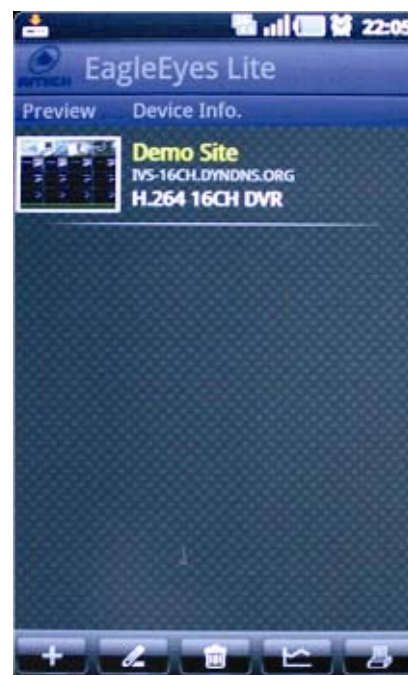 22:05
EagleEyes Lite
AVTECH
Preview Device Info.
Demo Site
IVS-16CH.DYNDNS.ORG
H.264 16CH DVR